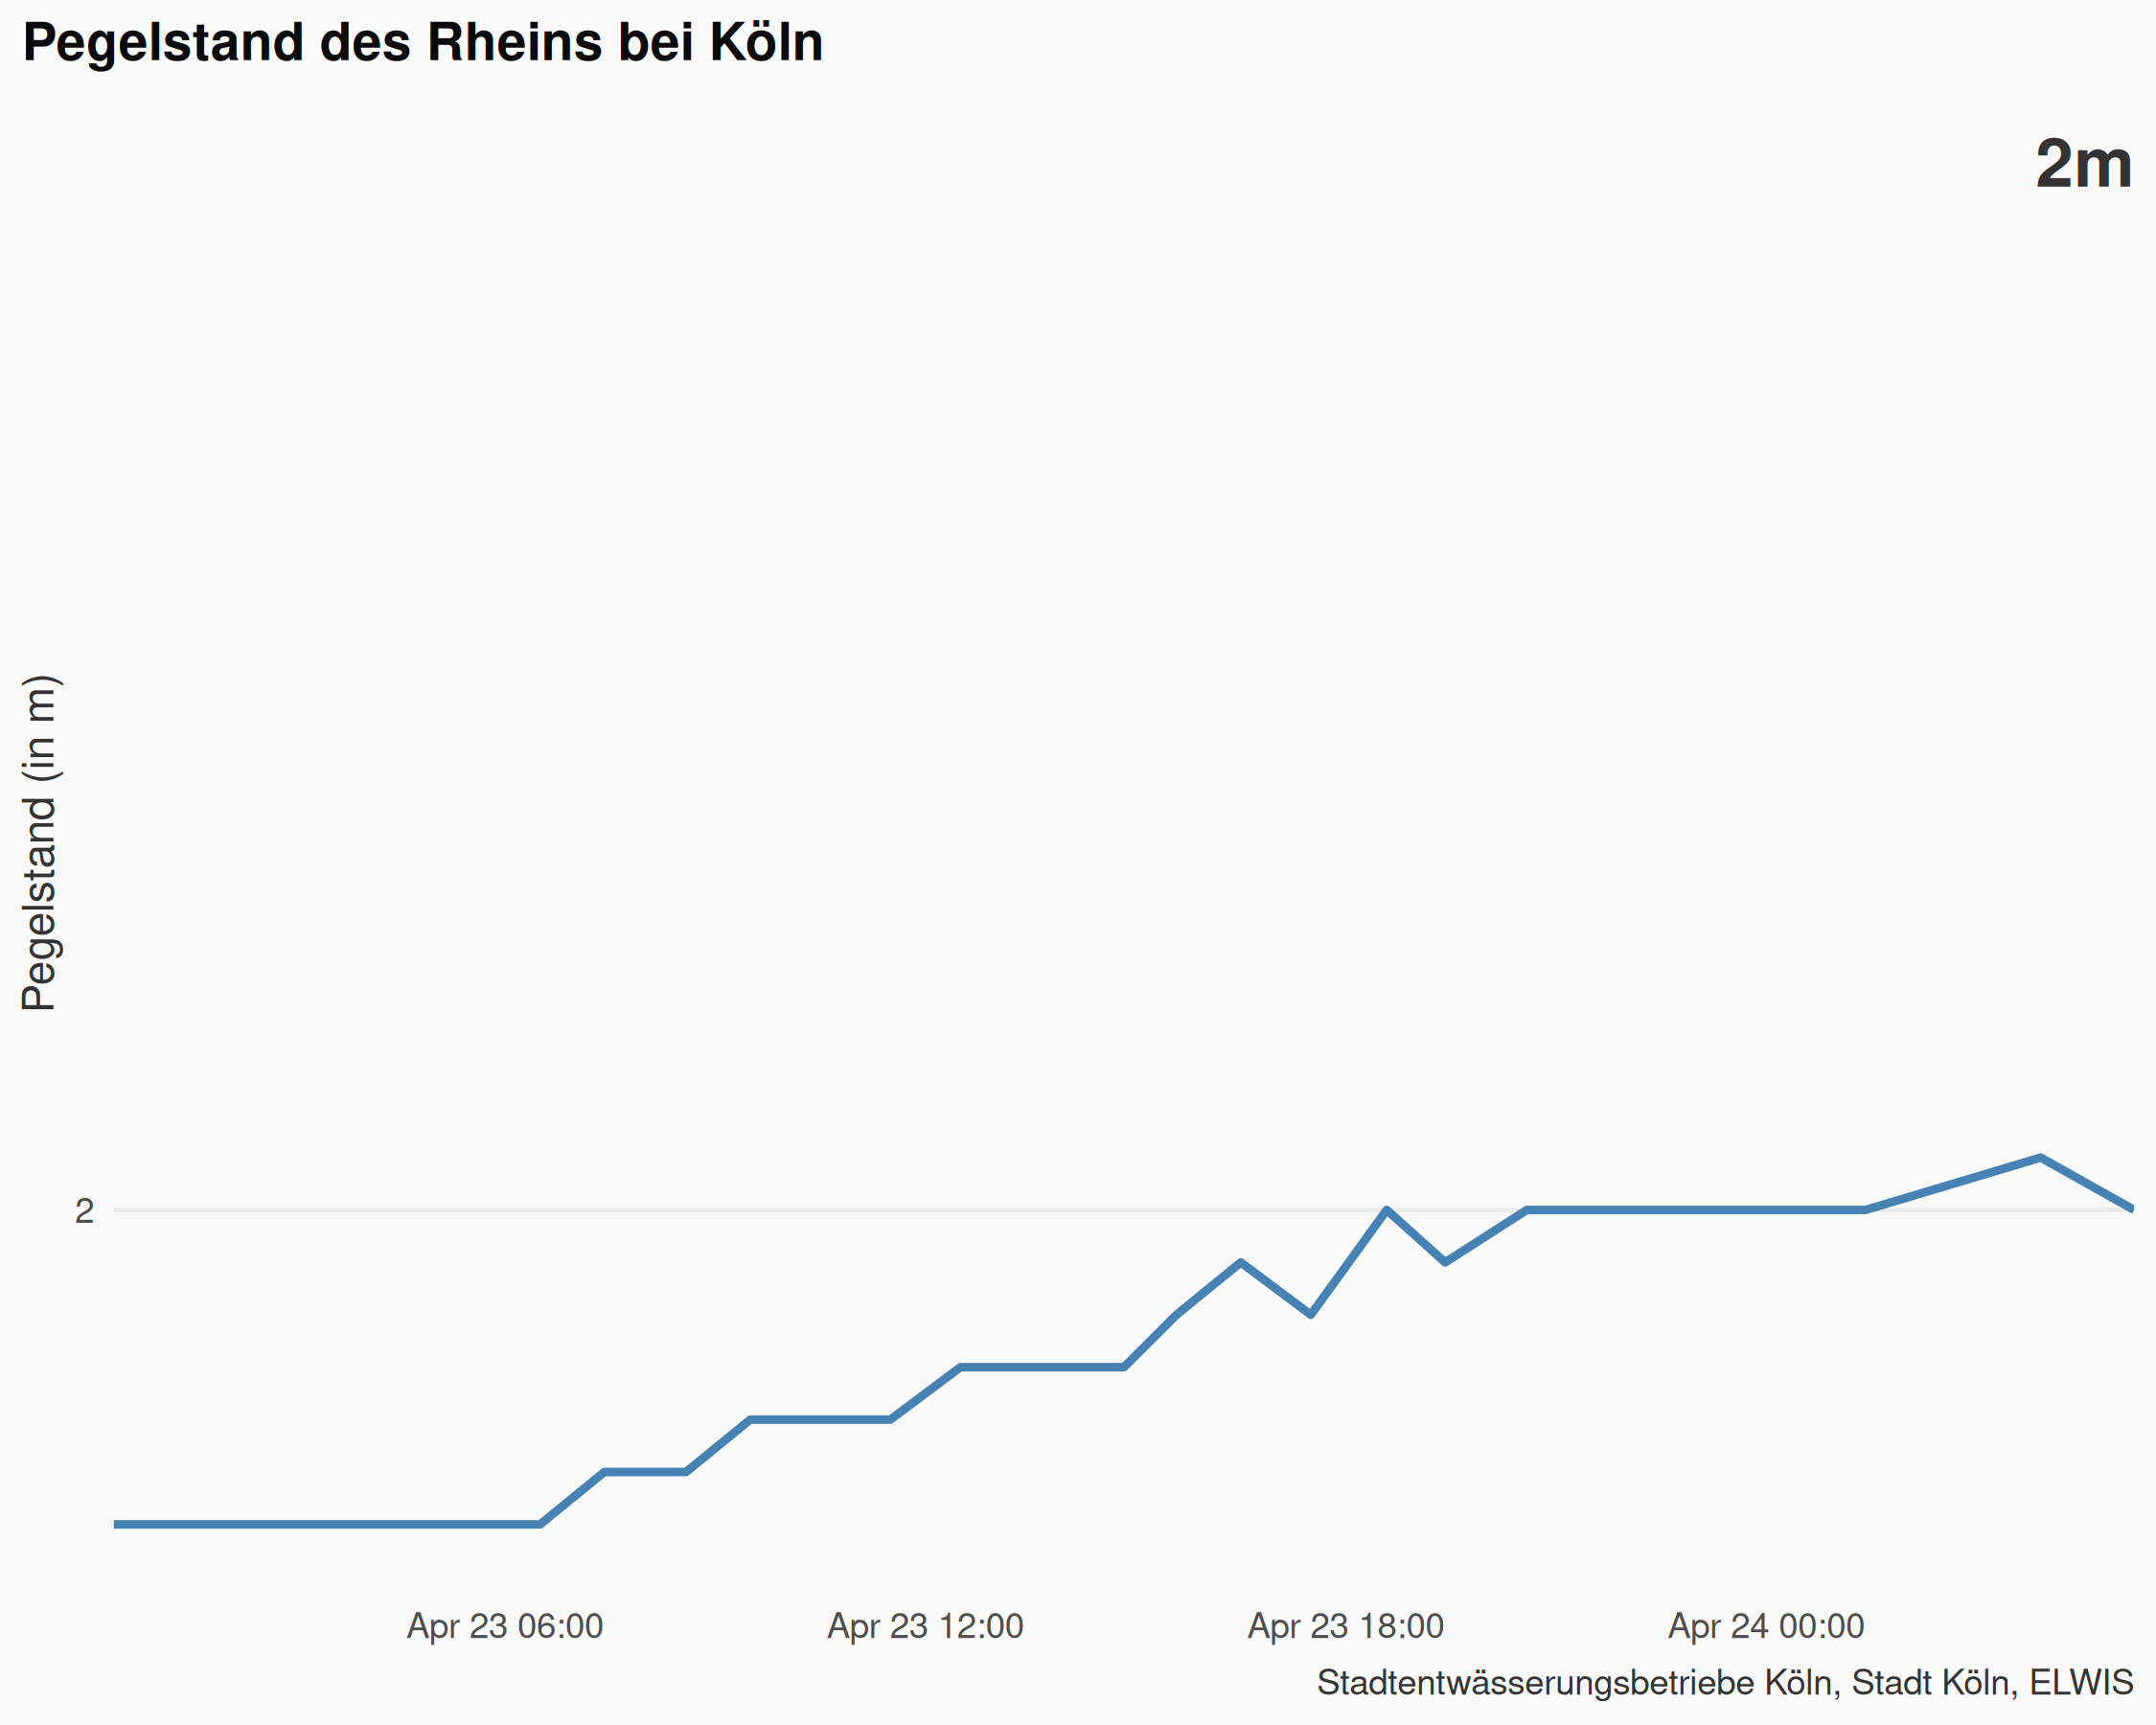 Pegelstand des Rheins bei Köln
2m
Pegelstand (in m)
2
Apr 23 06:00
Apr 23 12:00
Apr 23 18:00
Apr 24 00:00
Stadtentwässerungsbetriebe Köln, Stadt Köln, ELWIS